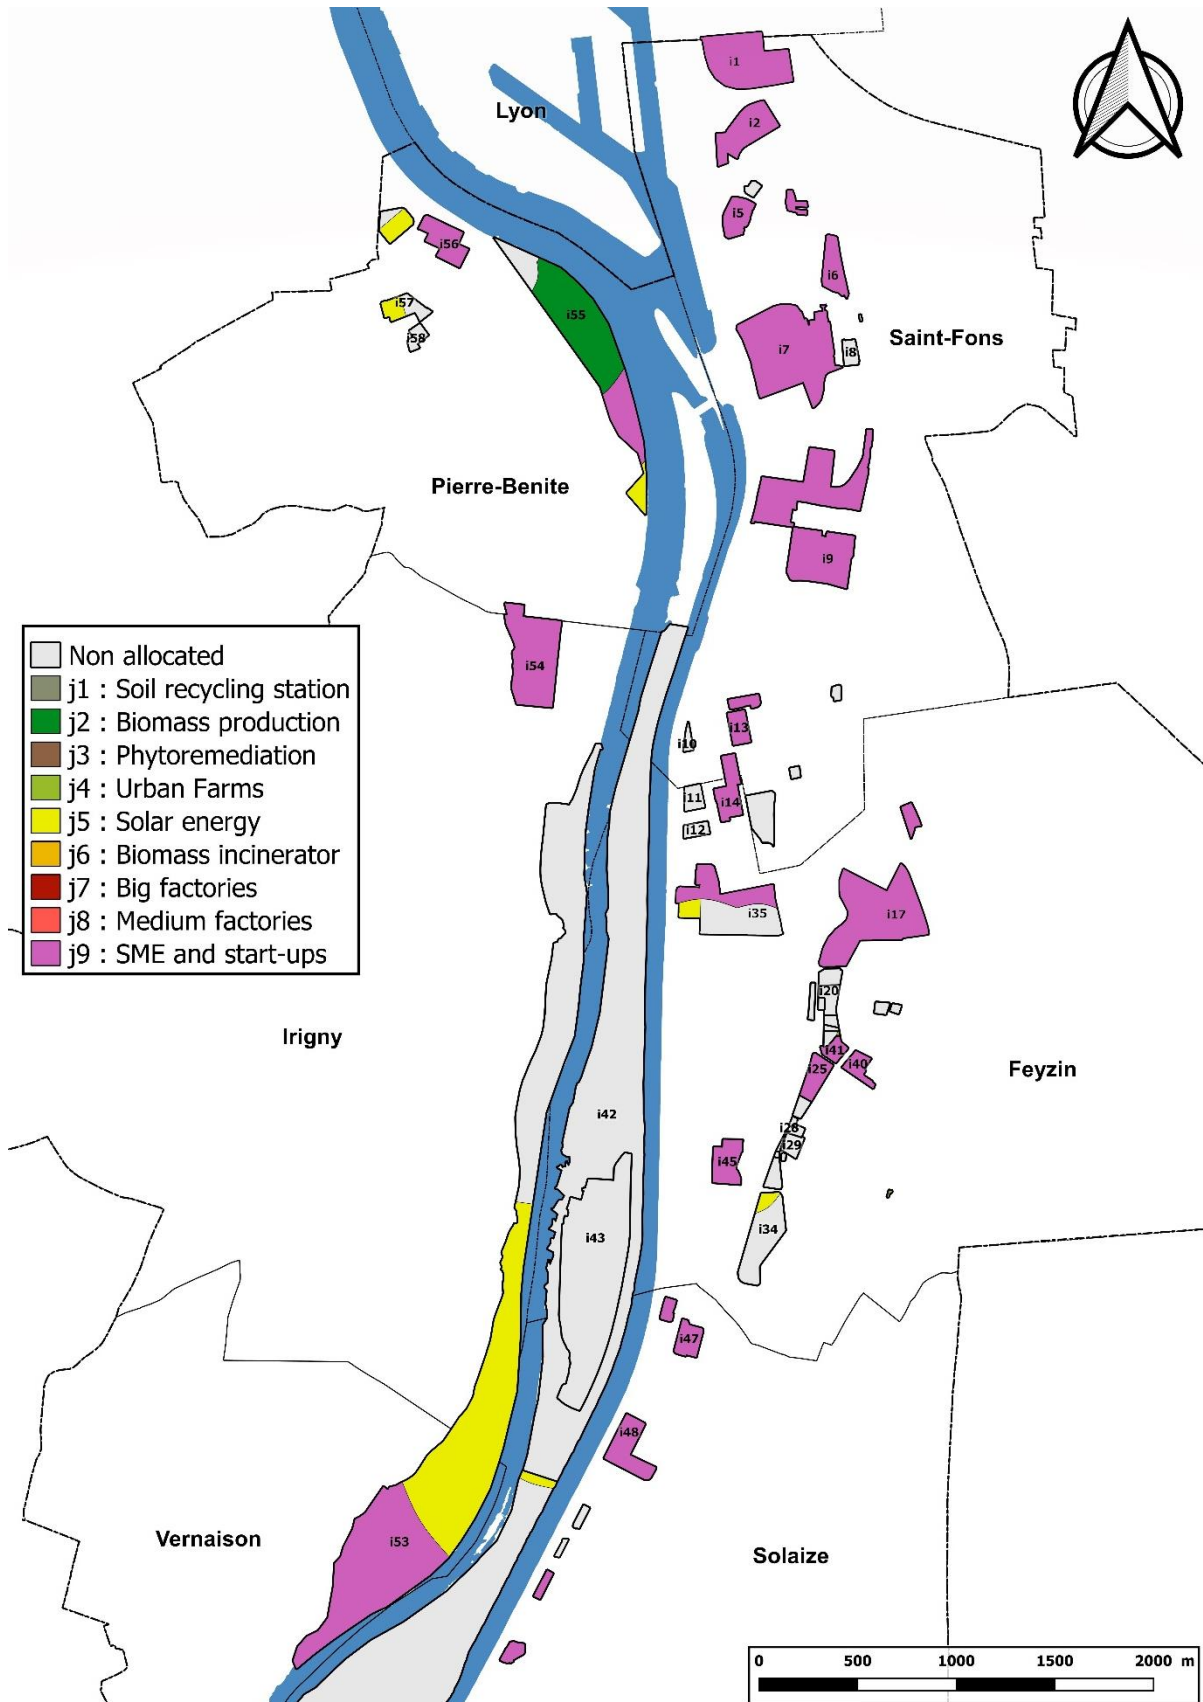 i1
Lyon
i2
i5
i56
i6
i57
i55
i58
i7
i8
Saint-Fons
Pierre-Benite
i9
Non allocated
j1 : Soil recycling station
j2 : Biomass production
j3 : Phytoremediation
j4 : Urban Farms
j5 : Solar energy
j6 : Biomass incinerator
j7 : Big factories
j8 : Medium factories
j9 : SME and start-ups
i54
i13
i10
i11
i14
i12
i35
i17
i20
Irigny
i41
i40
i25
Feyzin
i42
i28
i29
i45
i43
i34
i47
i48
Vernaison
i53
Solaize
0 500 1000 1500 2000 m